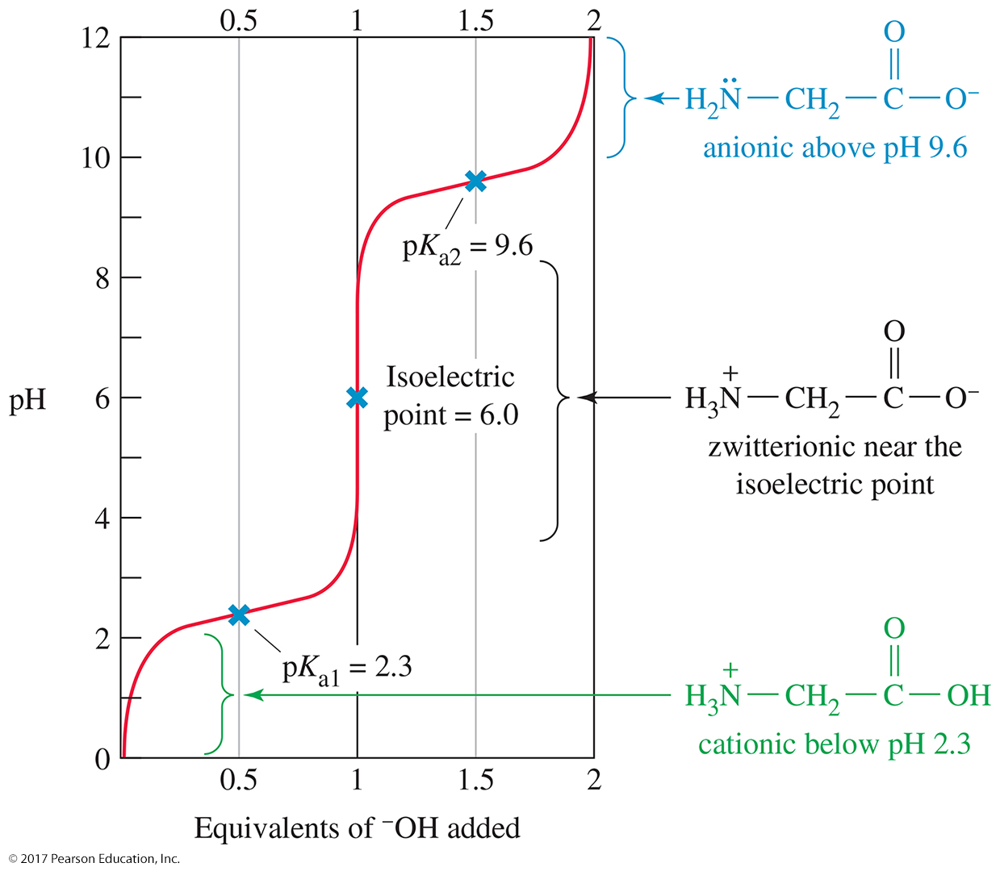 0.5 1 1.5 2
12
O
H₂N̈—CH₂—C—O⁻
anionic above pH 9.6
10
pKa2 = 9.6
8
O
Isoelectric
point = 6.0
pH
6
+
H₃N—CH₂—C—O⁻
zwitterionic near the
isoelectric point
4
2
O
pKa1 = 2.3
+
H₃N—CH₂—C—OH
cationic below pH 2.3
0
0.5 1 1.5 2
Equivalents of ⁻OH added
© 2017 Pearson Education, Inc.